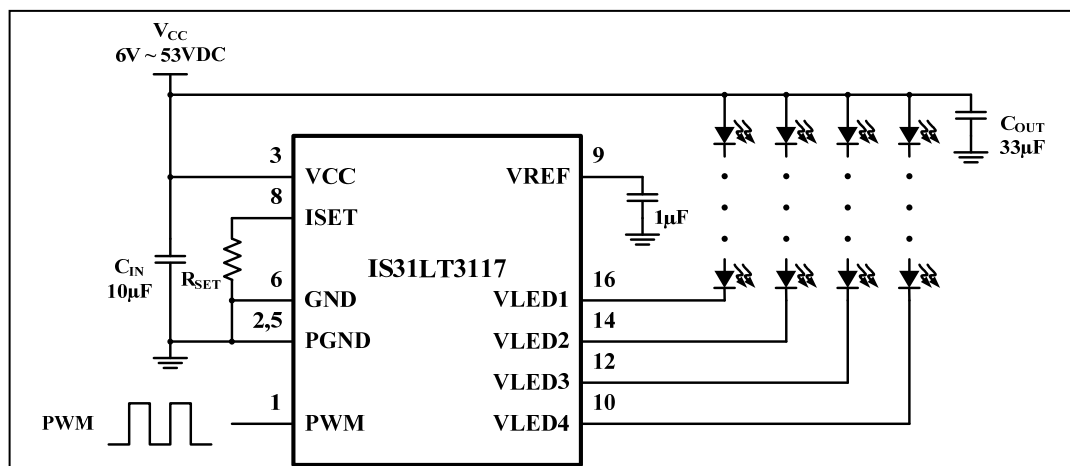 VCC
6V ~ 53VDC
3
VCC
8
ISET
CIN
10µF
RSET
6
GND
2,5
PGND
PWM
1
PWM
IS31LT3117
9
VREF
1µF
16
VLED1
14
VLED2
12
VLED3
10
VLED4
COUT
33µF